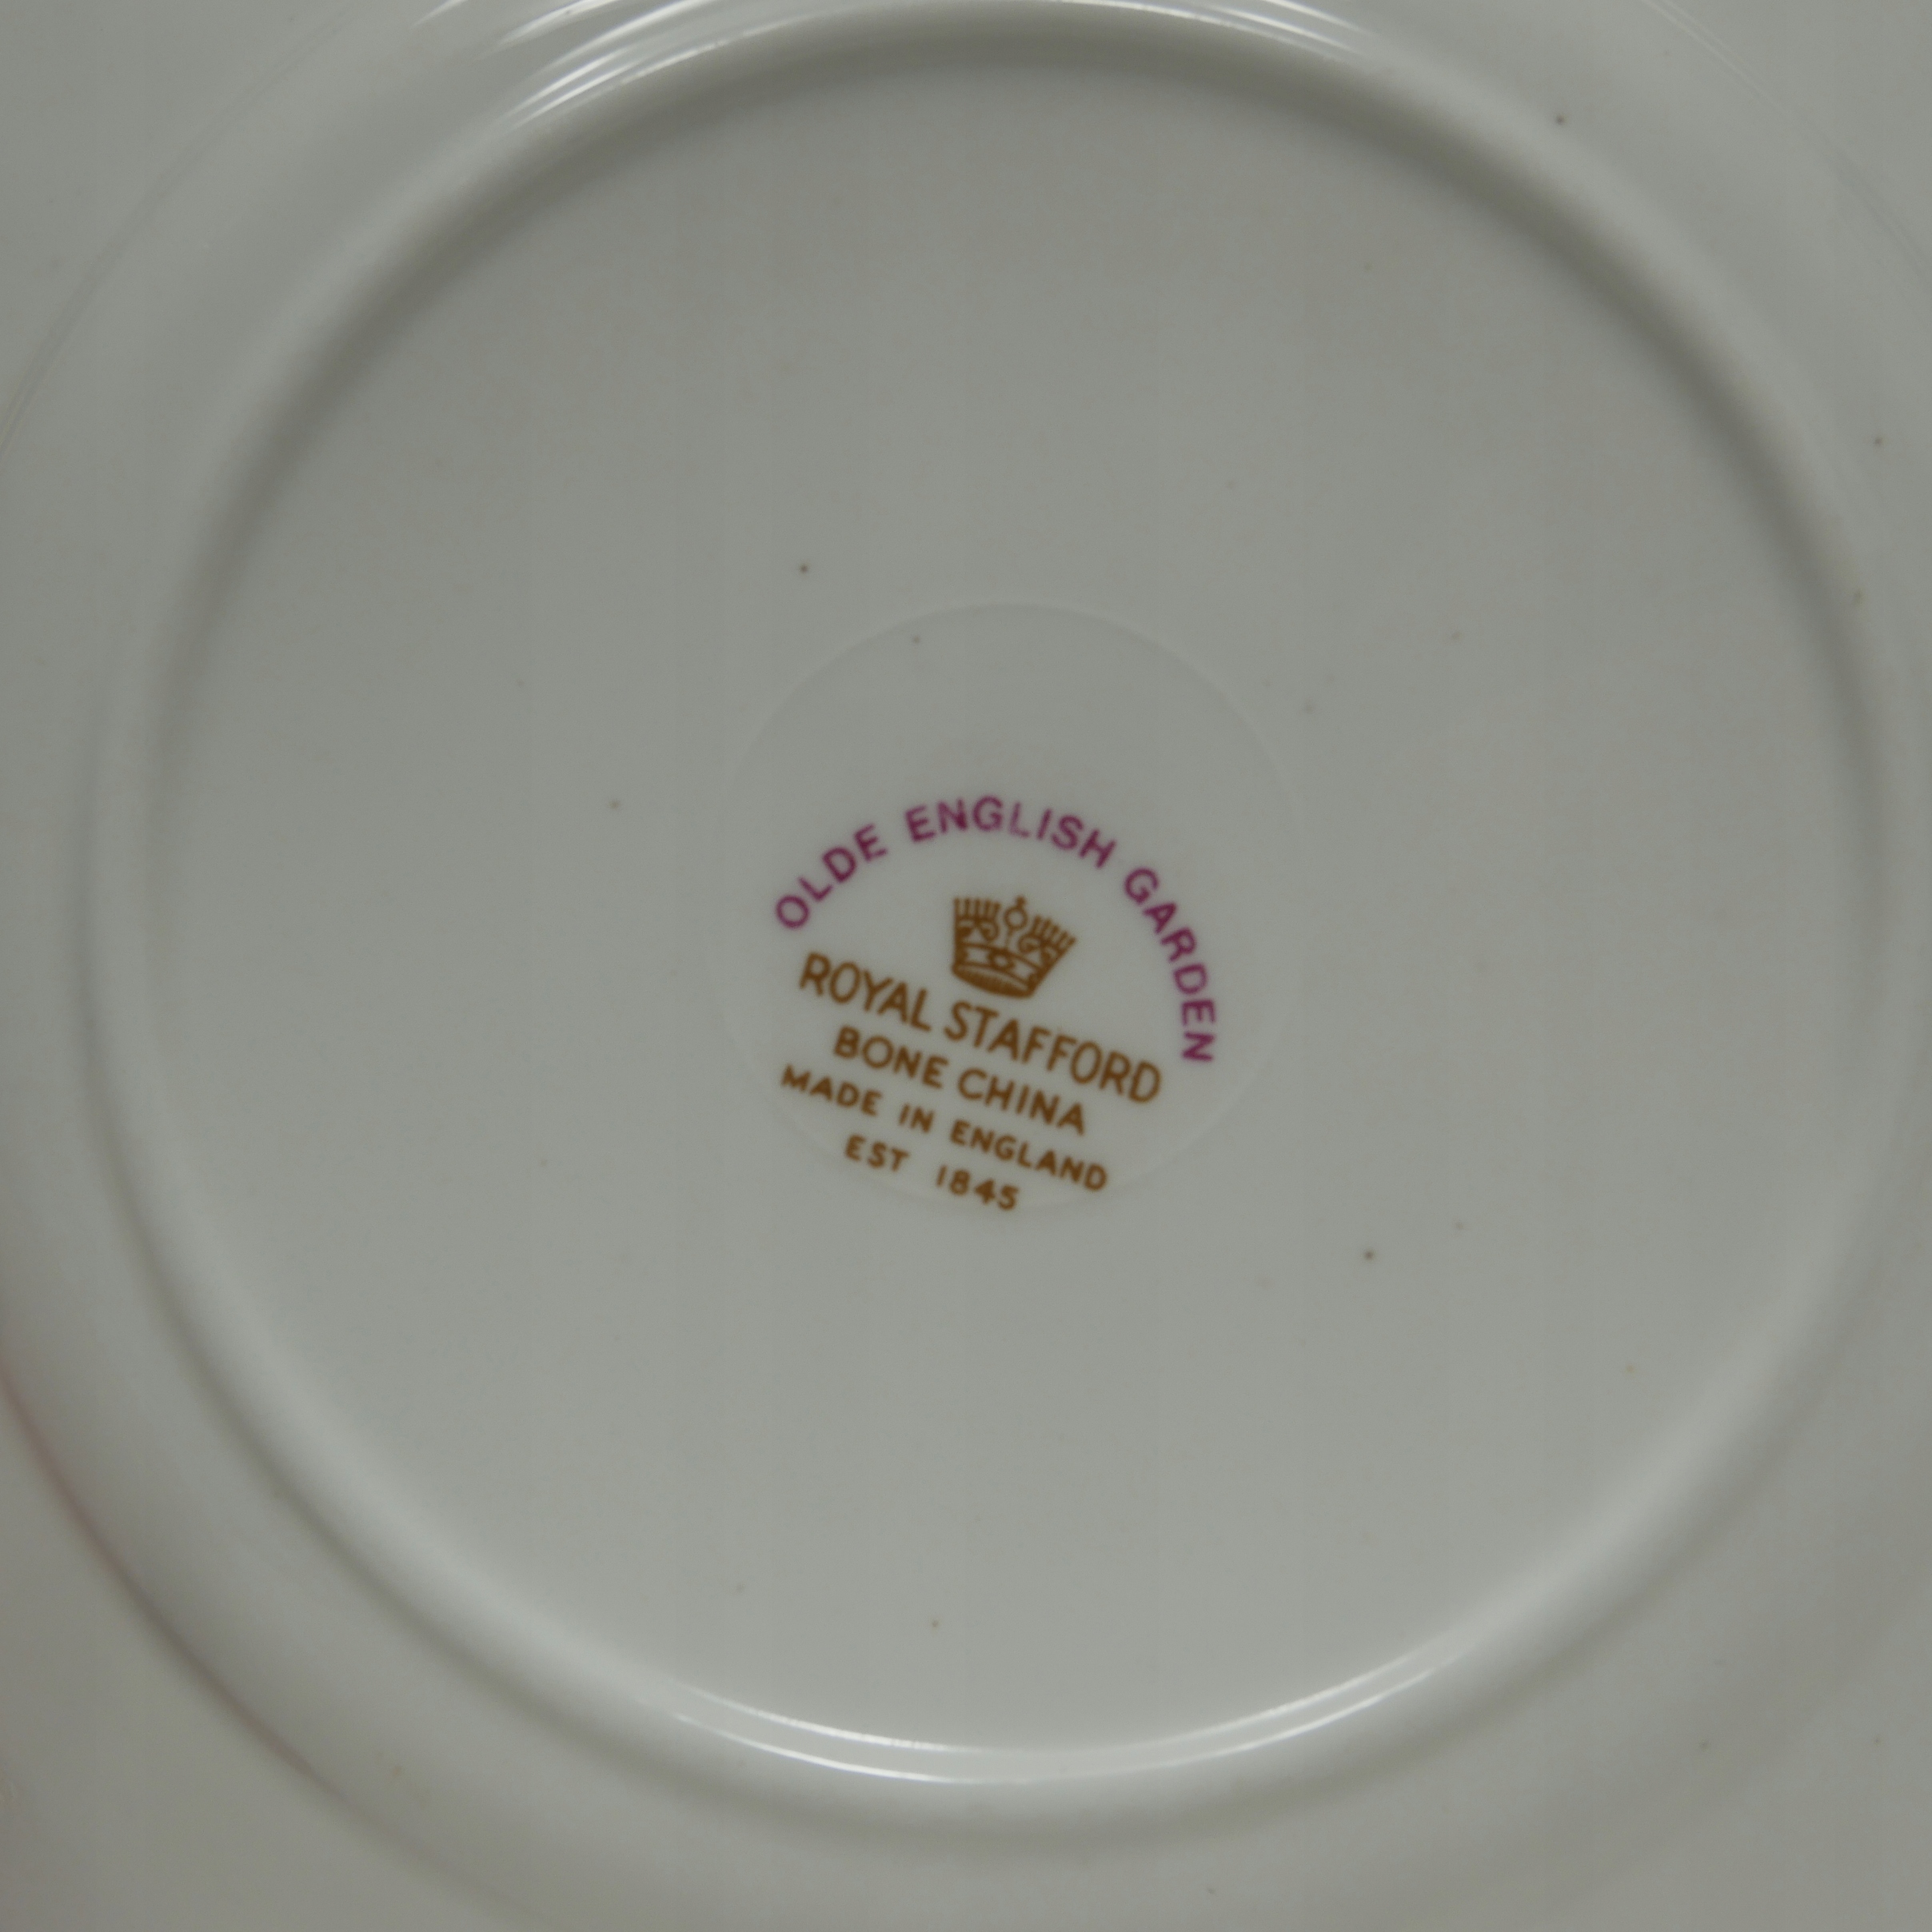 OLDE ENGLISH GARDEN
ROYAL STAFFORD
BONE CHINA
MADE IN ENGLAND
EST 1845